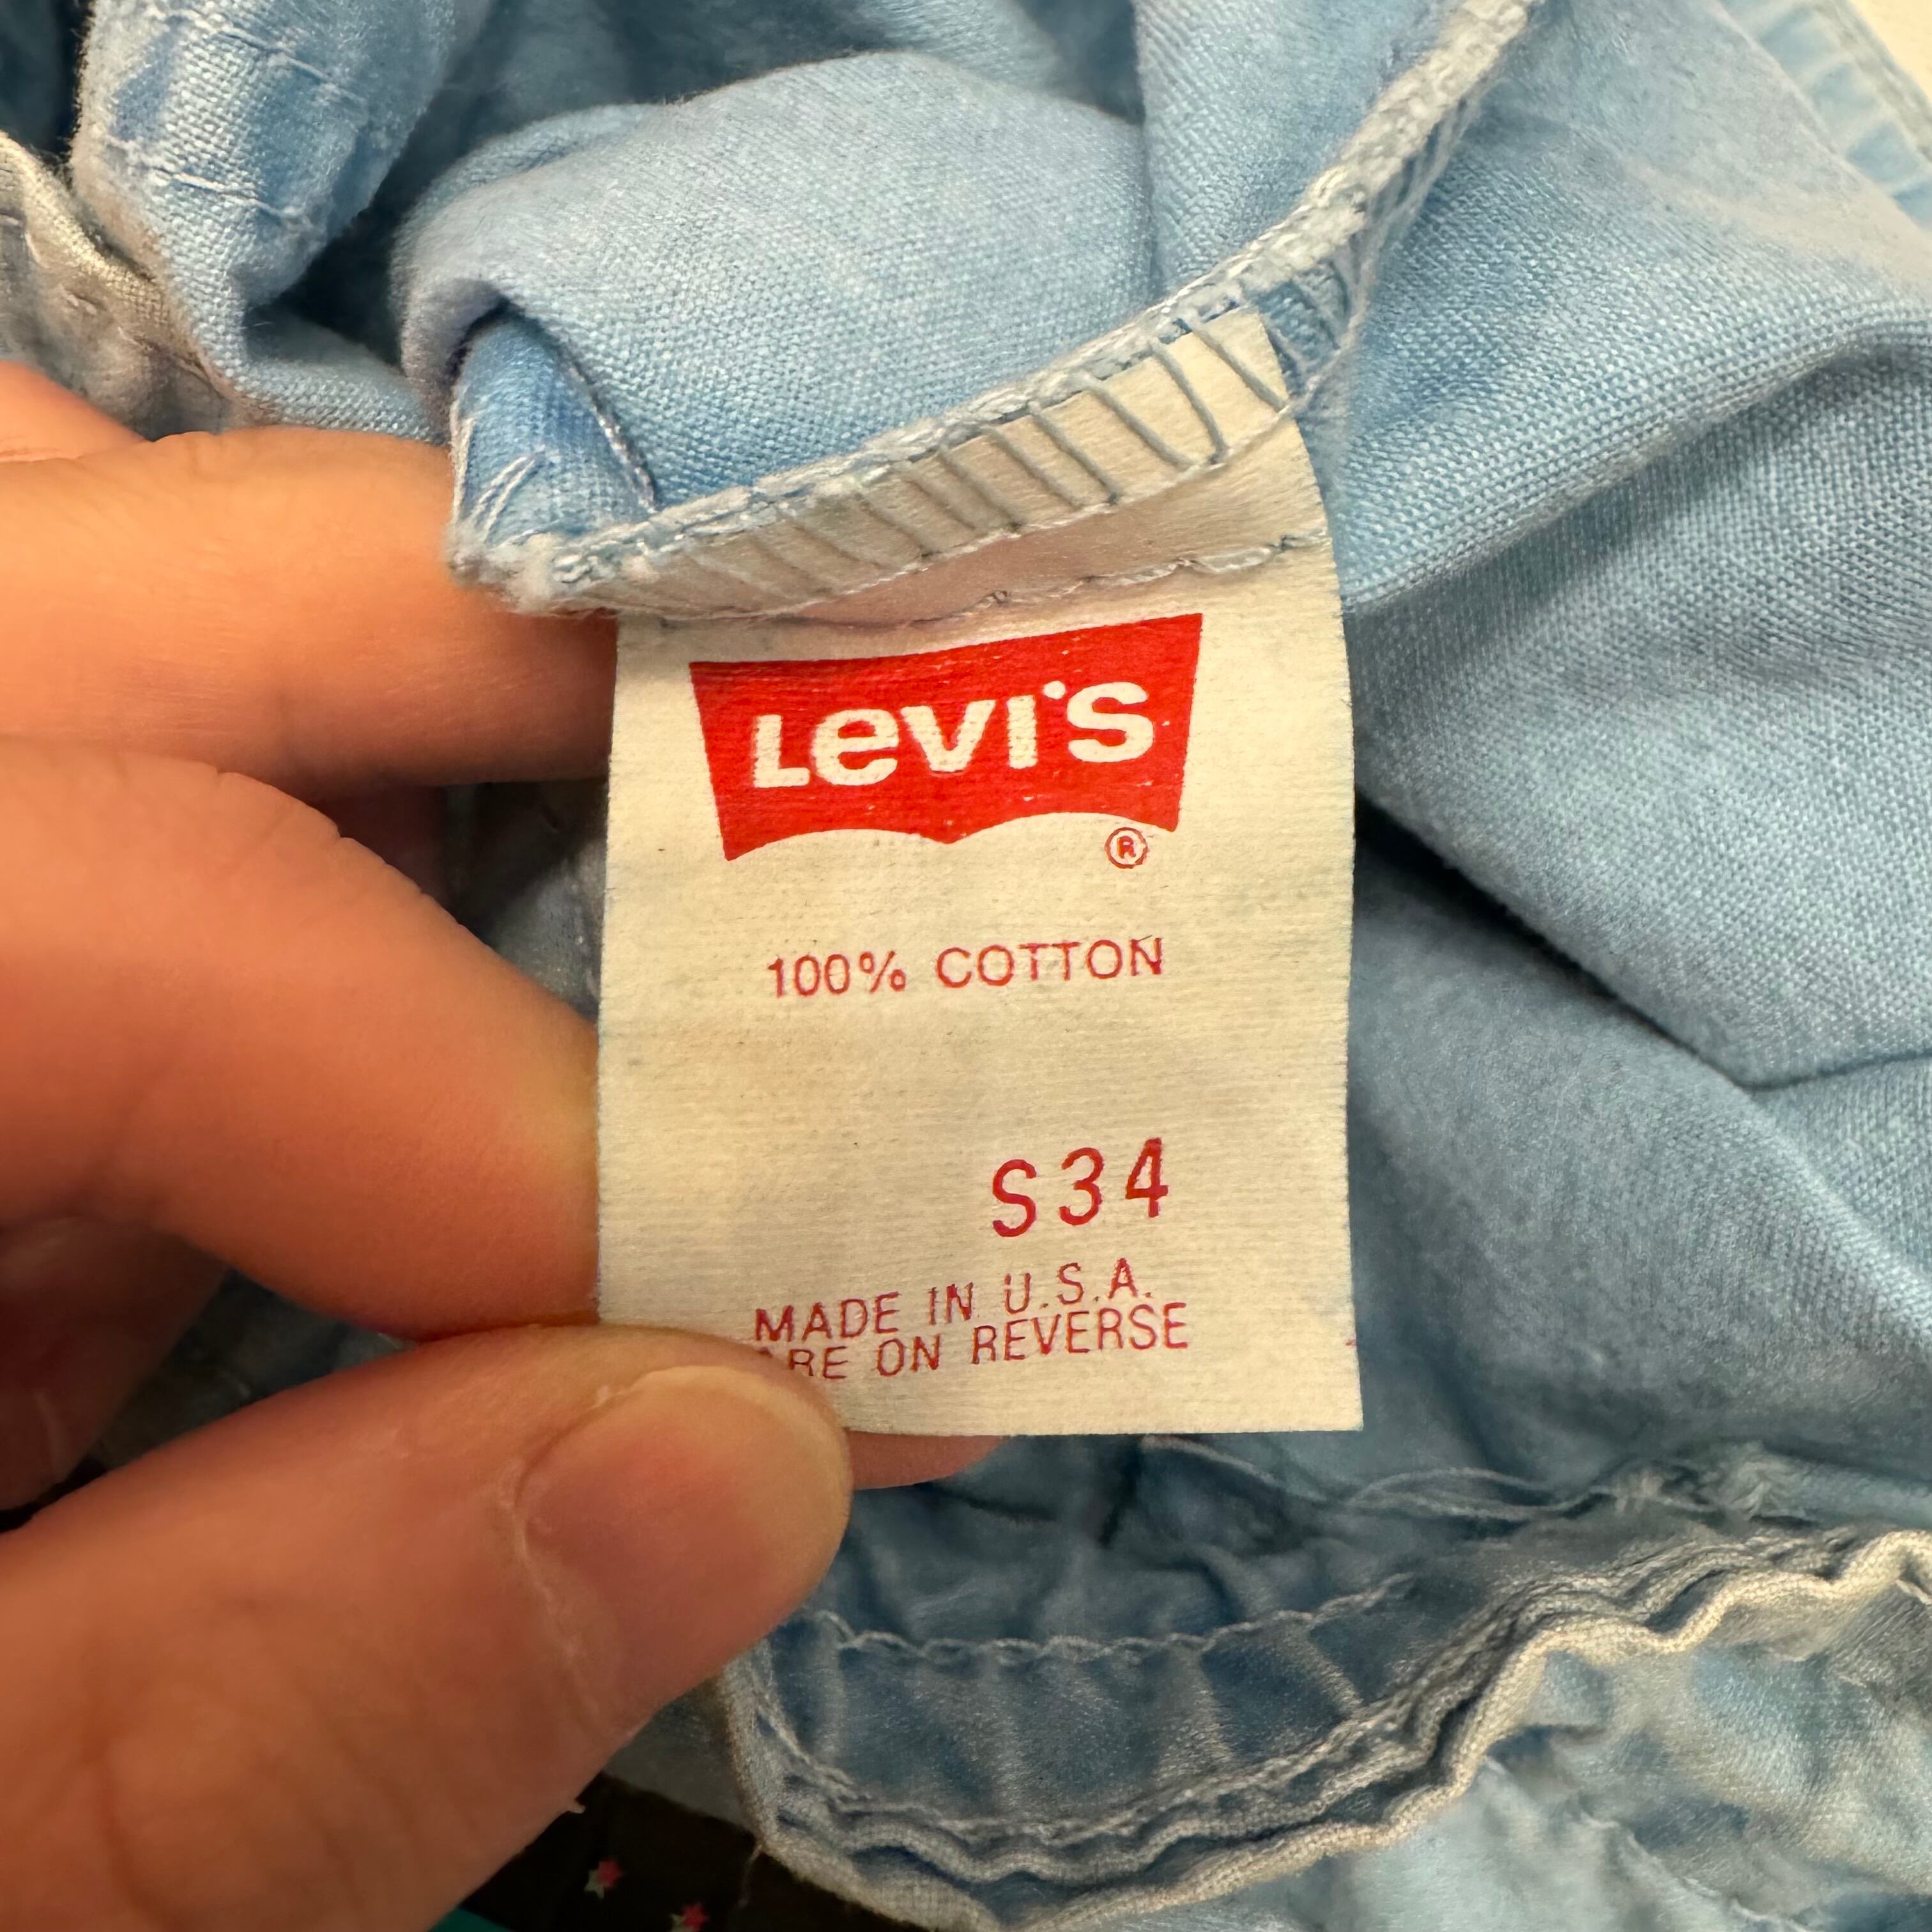 Levi's
®
100% COTTON
S34
MADE IN U.S.A.
ON REVERSE